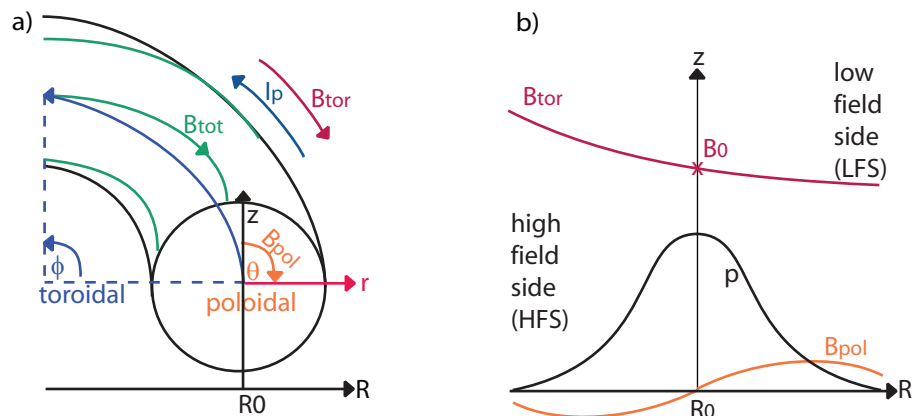 a)
Ip
Btor
Btot
z
Bpol
ϕ
θ
r
toroidal
poloidal
R
R0
b)
z
low
field
side
(LFS)
Btor
B0
high
field
side
(HFS)
p
Bpol
R
R0